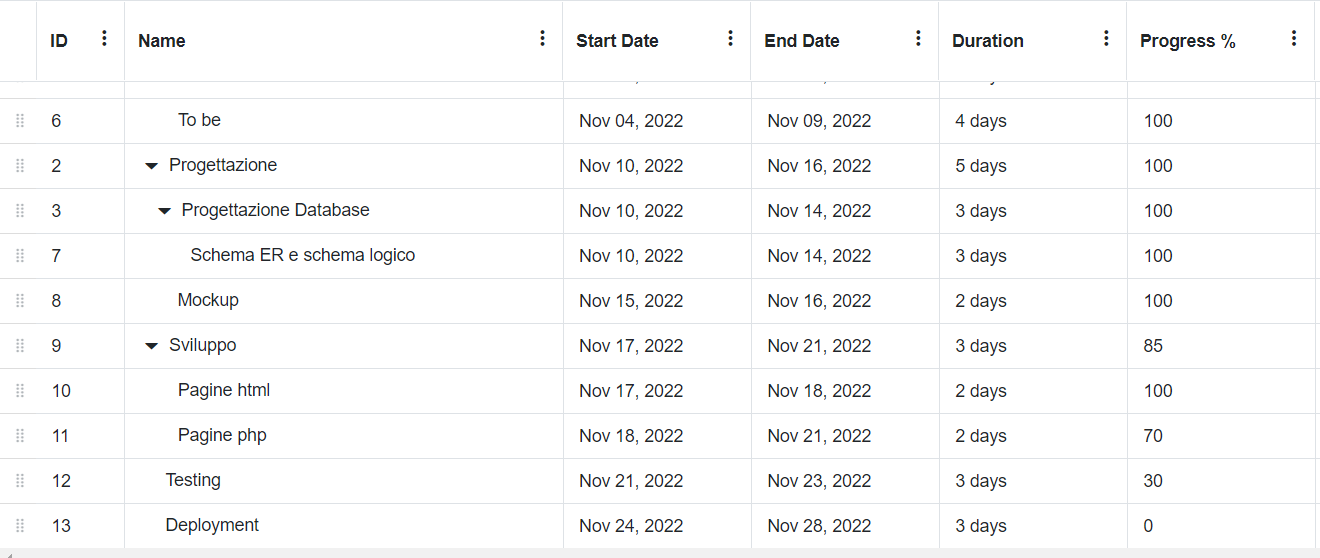 ID Name Start Date End Date Duration Progress %
6 To be Nov 04, 2022 Nov 09, 2022 4 days 100
2 Progettazione Nov 10, 2022 Nov 16, 2022 5 days 100
3 Progettazione Database Nov 10, 2022 Nov 14, 2022 3 days 100
7 Schema ER e schema logico Nov 10, 2022 Nov 14, 2022 3 days 100
8 Mockup Nov 15, 2022 Nov 16, 2022 2 days 100
9 Sviluppo Nov 17, 2022 Nov 21, 2022 3 days 85
10 Pagine html Nov 17, 2022 Nov 18, 2022 2 days 100
11 Pagine php Nov 18, 2022 Nov 21, 2022 2 days 70
12 Testing Nov 21, 2022 Nov 23, 2022 3 days 30
13 Deployment Nov 24, 2022 Nov 28, 2022 3 days 0